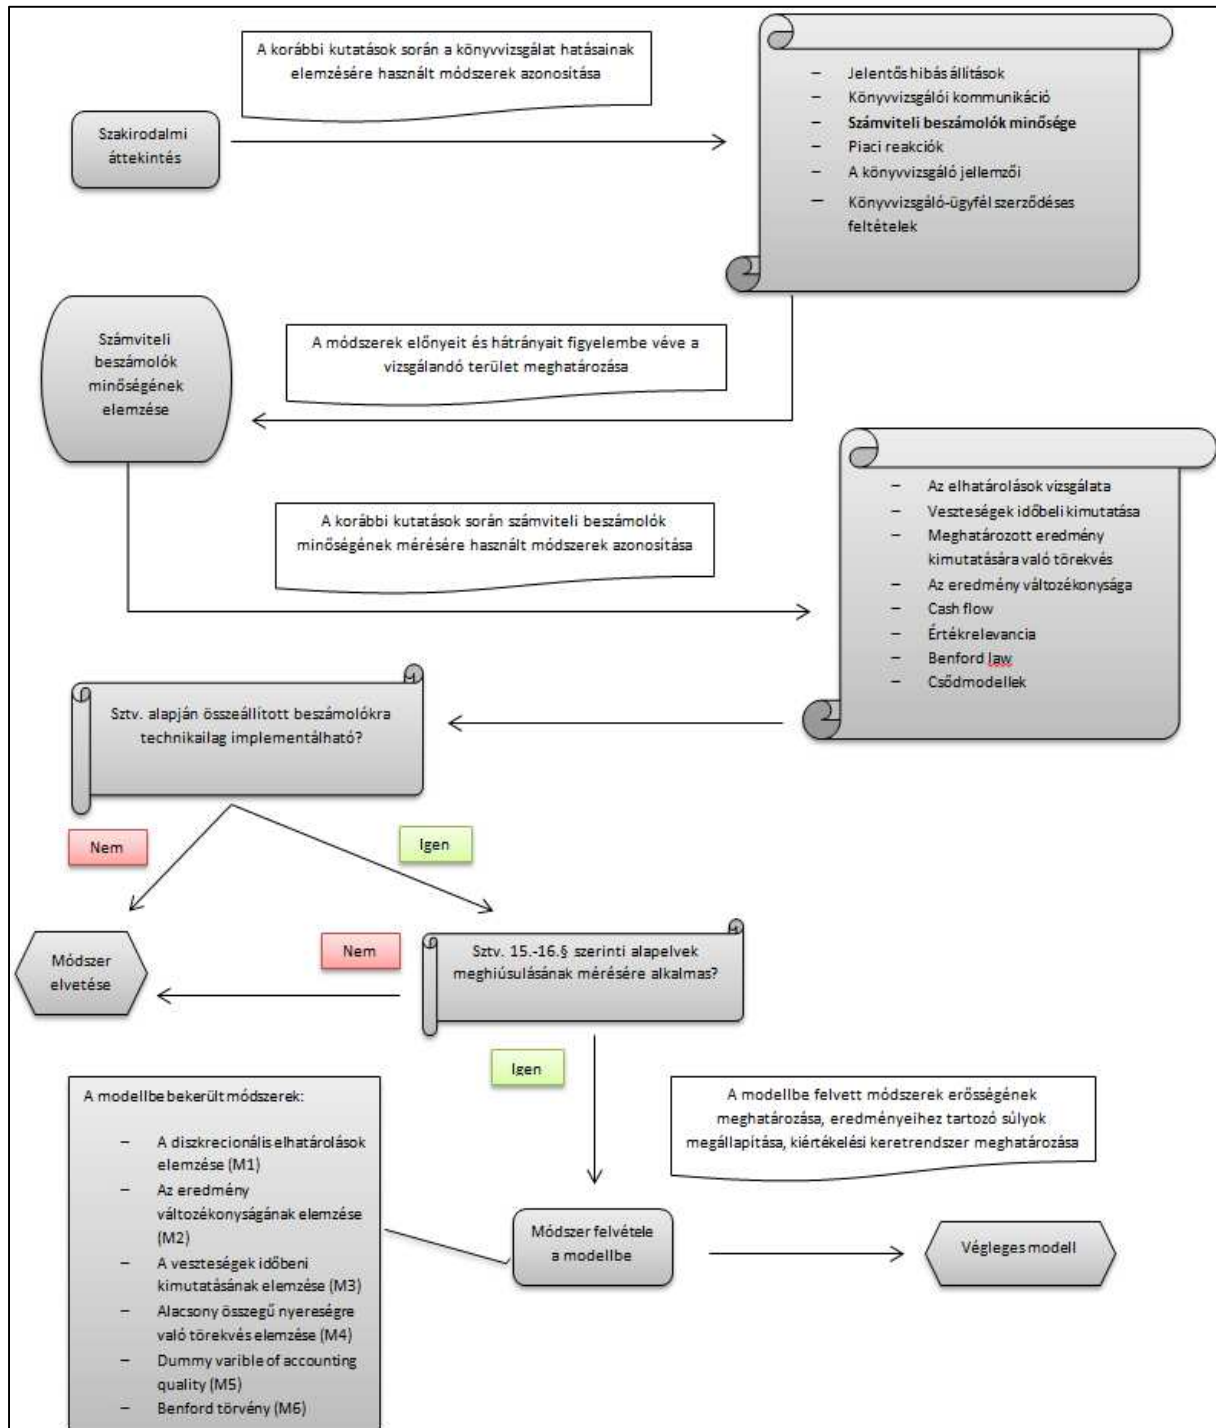 A korábbi kutatások során a könyvvizsgálat hatásainak
elemzésére használt módszerek azonosítása
Szakirodalmi
áttekintés
– Jelentős hibás állítások
– Könyvvizsgálói kommunikáció
– Számviteli beszámolók minősége
– Piaci reakciók
– A könyvvizsgáló jellemzői
– Könyvvizsgáló-ügyfél szerződéses
feltételek
Számviteli
beszámolók
minőségének
elemzése
A módszerek előnyeit és hátrányait figyelembe véve a
vizsgálandó terület meghatározása
A korábbi kutatások során számviteli beszámolók
minőségének mérésére használt módszerek azonosítása
– Az elhatárolások vizsgálata
– Veszteségek időbeli kimutatása
– Meghatározott eredmény
kimutatására való törekvés
– Az eredmény változékonysága
– Cash flow
– Értékrelevancia
– Benford law
– Csődmodellek
Sztv. alapján összeállított beszámolókra
technikailag implementálható?
Nem
Igen
Módszer
elvetése
Nem
Sztv. 15.-16.§ szerinti alapelvek
meghiúsulásának mérésére alkalmas?
Igen
A modellbe bekerült módszerek:
– A diszkrecionális elhatárolások
elemzése (M1)
– Az eredmény
változékonyságának elemzése
(M2)
– A veszteségek időbeni
kimutatásának elemzése (M3)
– Alacsony összegű nyereségre
való törekvés elemzése (M4)
– Dummy varible of accounting
quality (M5)
– Benford törvény (M6)
A modellbe felvett módszerek erősségének
meghatározása, eredményeihez tartozó súlyok
megállapítása, kiértékelési keretrendszer meghatározása
Módszer felvétele
a modellbe
Végleges modell